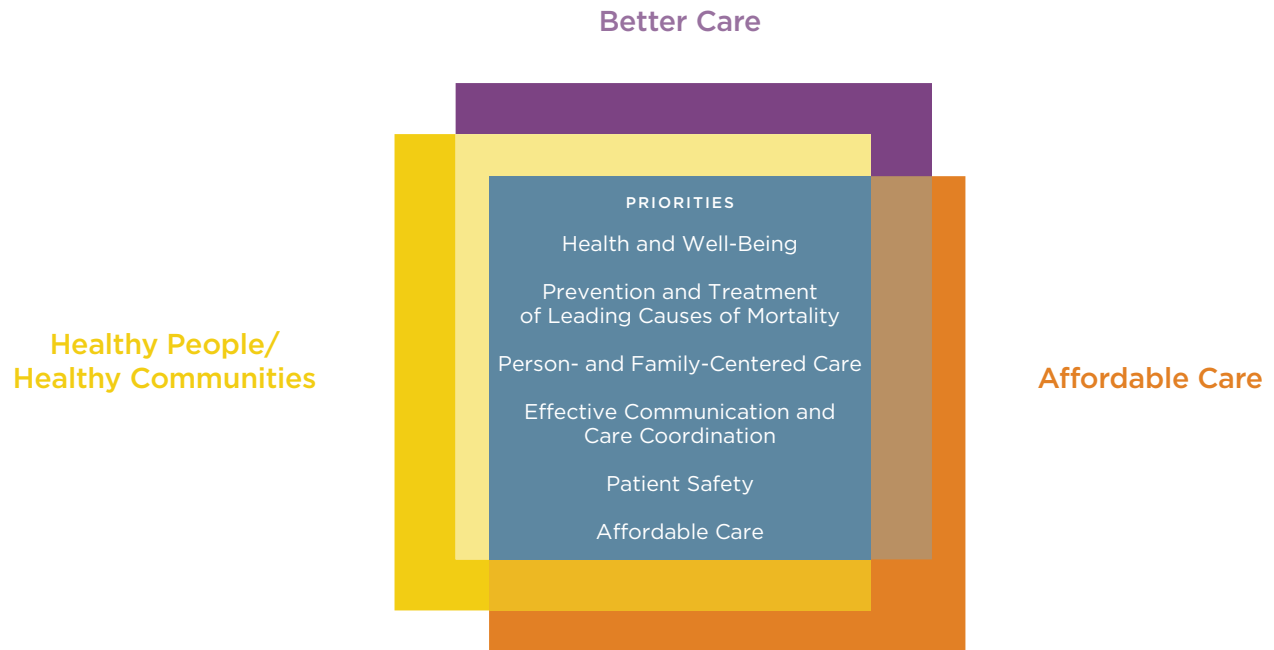 Better Care
PRIORITIES
Health and Well-Being
Prevention and Treatment
of Leading Causes of Mortality
Healthy People/
Healthy Communities
Person- and Family-Centered Care
Affordable Care
Effective Communication and
Care Coordination
Patient Safety
Affordable Care